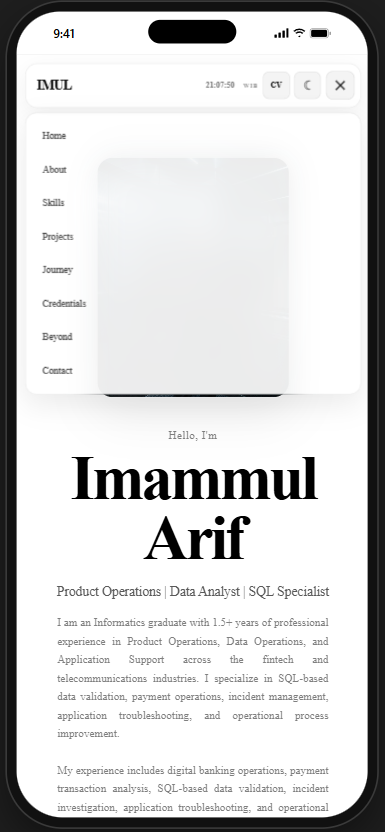 9:41
IMUL
21:07:50 WIB CV
Home
About
Skills
Projects
Journey
Credentials
Beyond
Contact
Hello, I'm
Imammul
Arif
Product Operations | Data Analyst | SQL Specialist
I am an Informatics graduate with 1.5+ years of professional
experience in Product Operations, Data Operations, and
Application Support across the fintech and
telecommunications industries. I specialize in SQL-based
data validation, payment operations, incident management,
application troubleshooting, and operational process
improvement.
My experience includes digital banking operations, payment
transaction analysis, SQL-based data validation, incident
investigation, application troubleshooting, and operational